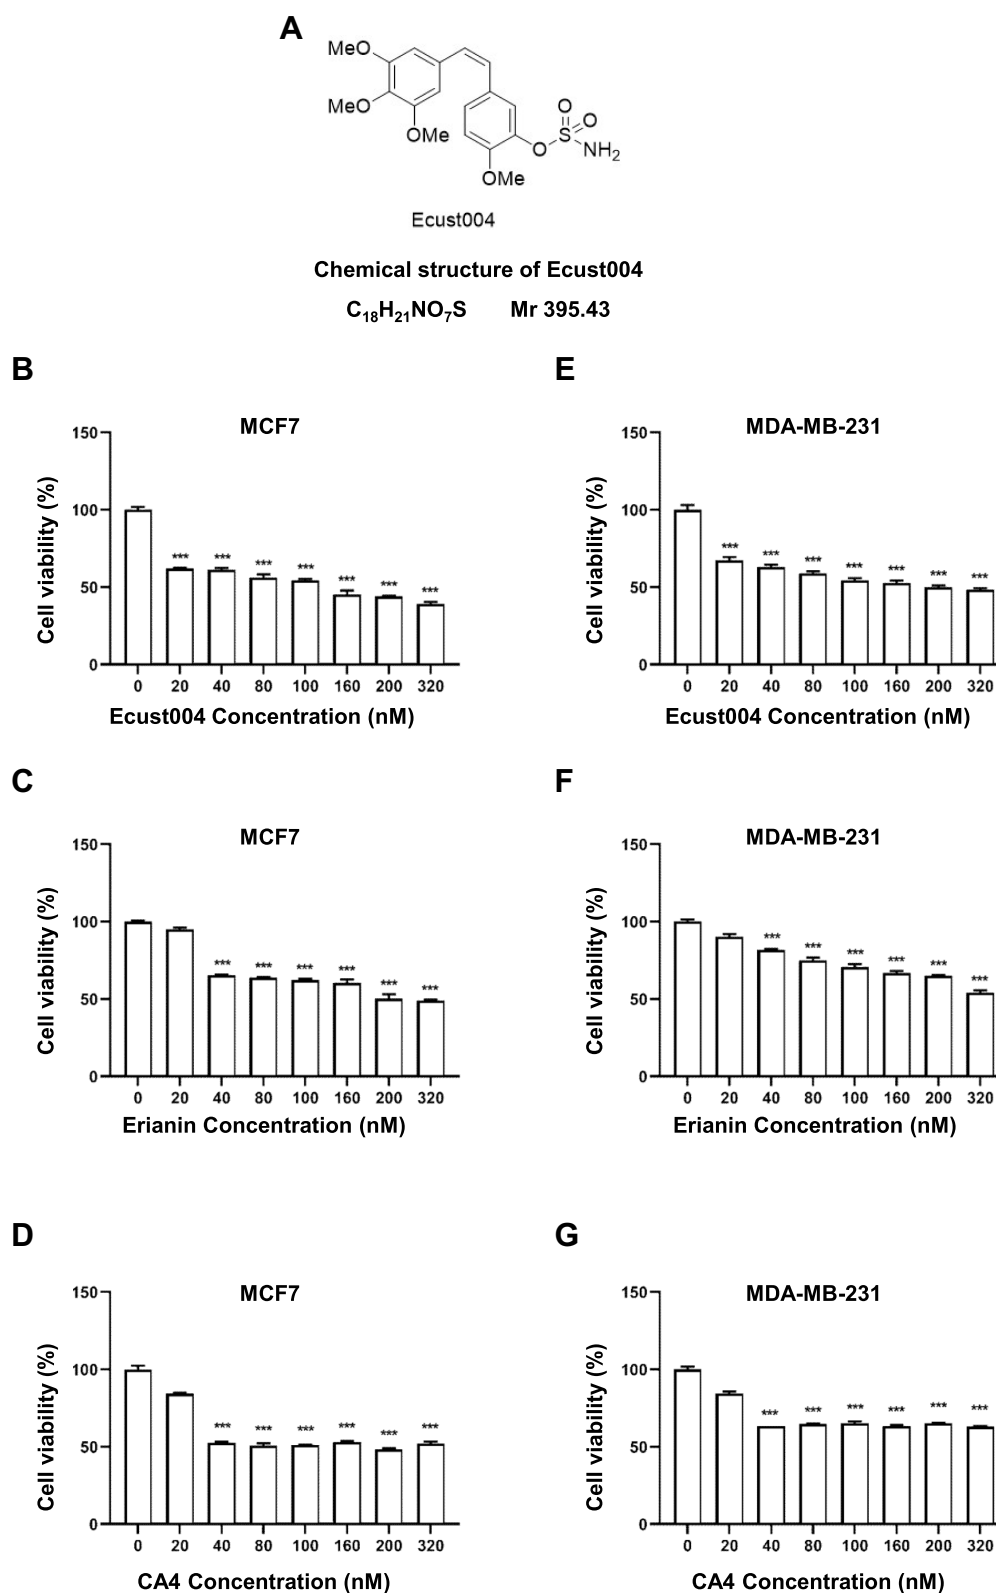 A
MeO
MeO
OMe
OMe
O
O
O
S
NH2
Ecust004
Chemical structure of Ecust004
C18H21NO7S Mr 395.43
B
MCF7
Cell viability (%)
150
100
50
0
***
***
***
***
***
***
***
0 20 40 80 100 160 200 320
Ecust004 Concentration (nM)
E
MDA-MB-231
Cell viability (%)
150
100
50
0
***
***
***
***
***
***
***
0 20 40 80 100 160 200 320
Ecust004 Concentration (nM)
C
MCF7
Cell viability (%)
150
100
50
0
***
***
***
***
***
***
0 20 40 80 100 160 200 320
Erianin Concentration (nM)
F
MDA-MB-231
Cell viability (%)
150
100
50
0
***
***
***
***
***
***
0 20 40 80 100 160 200 320
Erianin Concentration (nM)
D
MCF7
Cell viability (%)
150
100
50
0
***
***
***
***
***
***
0 20 40 80 100 160 200 320
CA4 Concentration (nM)
G
MDA-MB-231
Cell viability (%)
150
100
50
0
***
***
***
***
***
***
0 20 40 80 100 160 200 320
CA4 Concentration (nM)